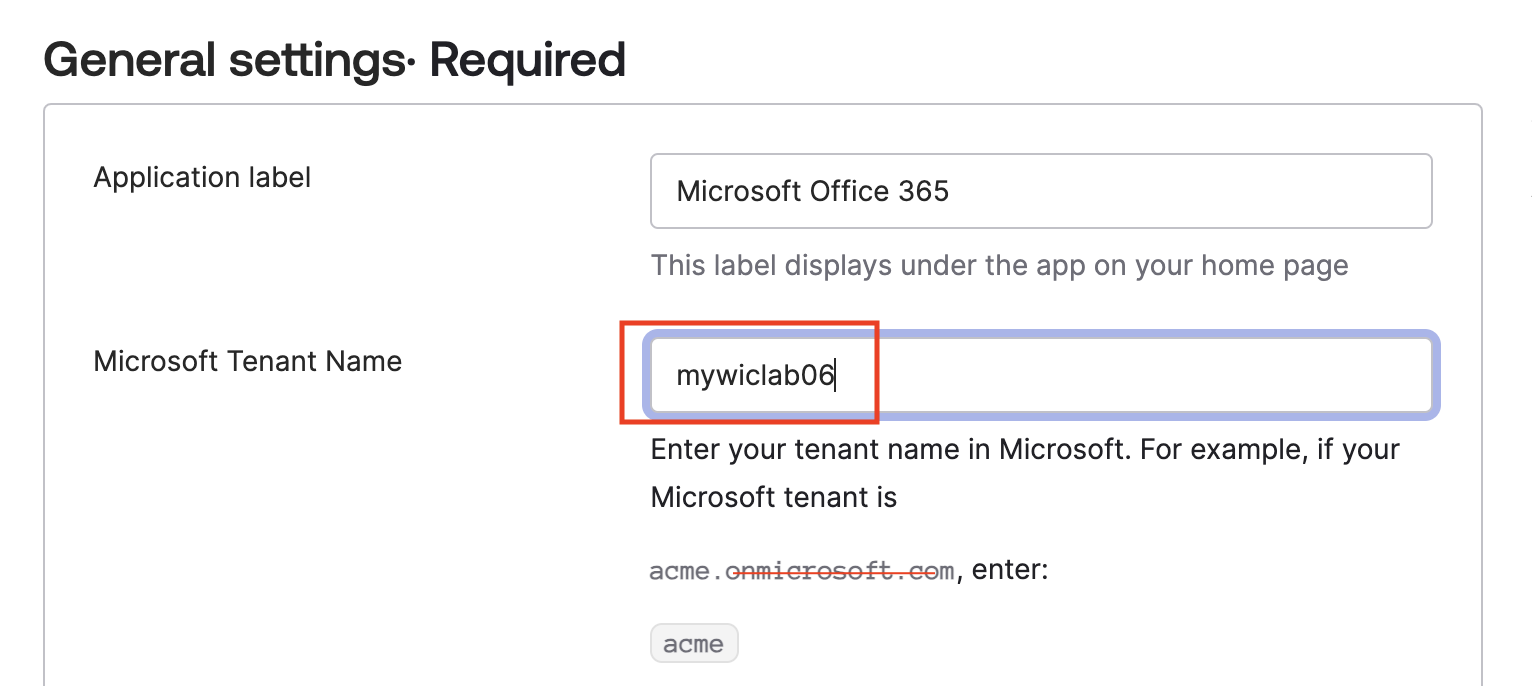 General settings· Required
Application label
Microsoft Office 365
This label displays under the app on your home page
Microsoft Tenant Name
mywiclab06
Enter your tenant name in Microsoft. For example, if your
Microsoft tenant is
acme.onmicrosoft.com, enter:
acme